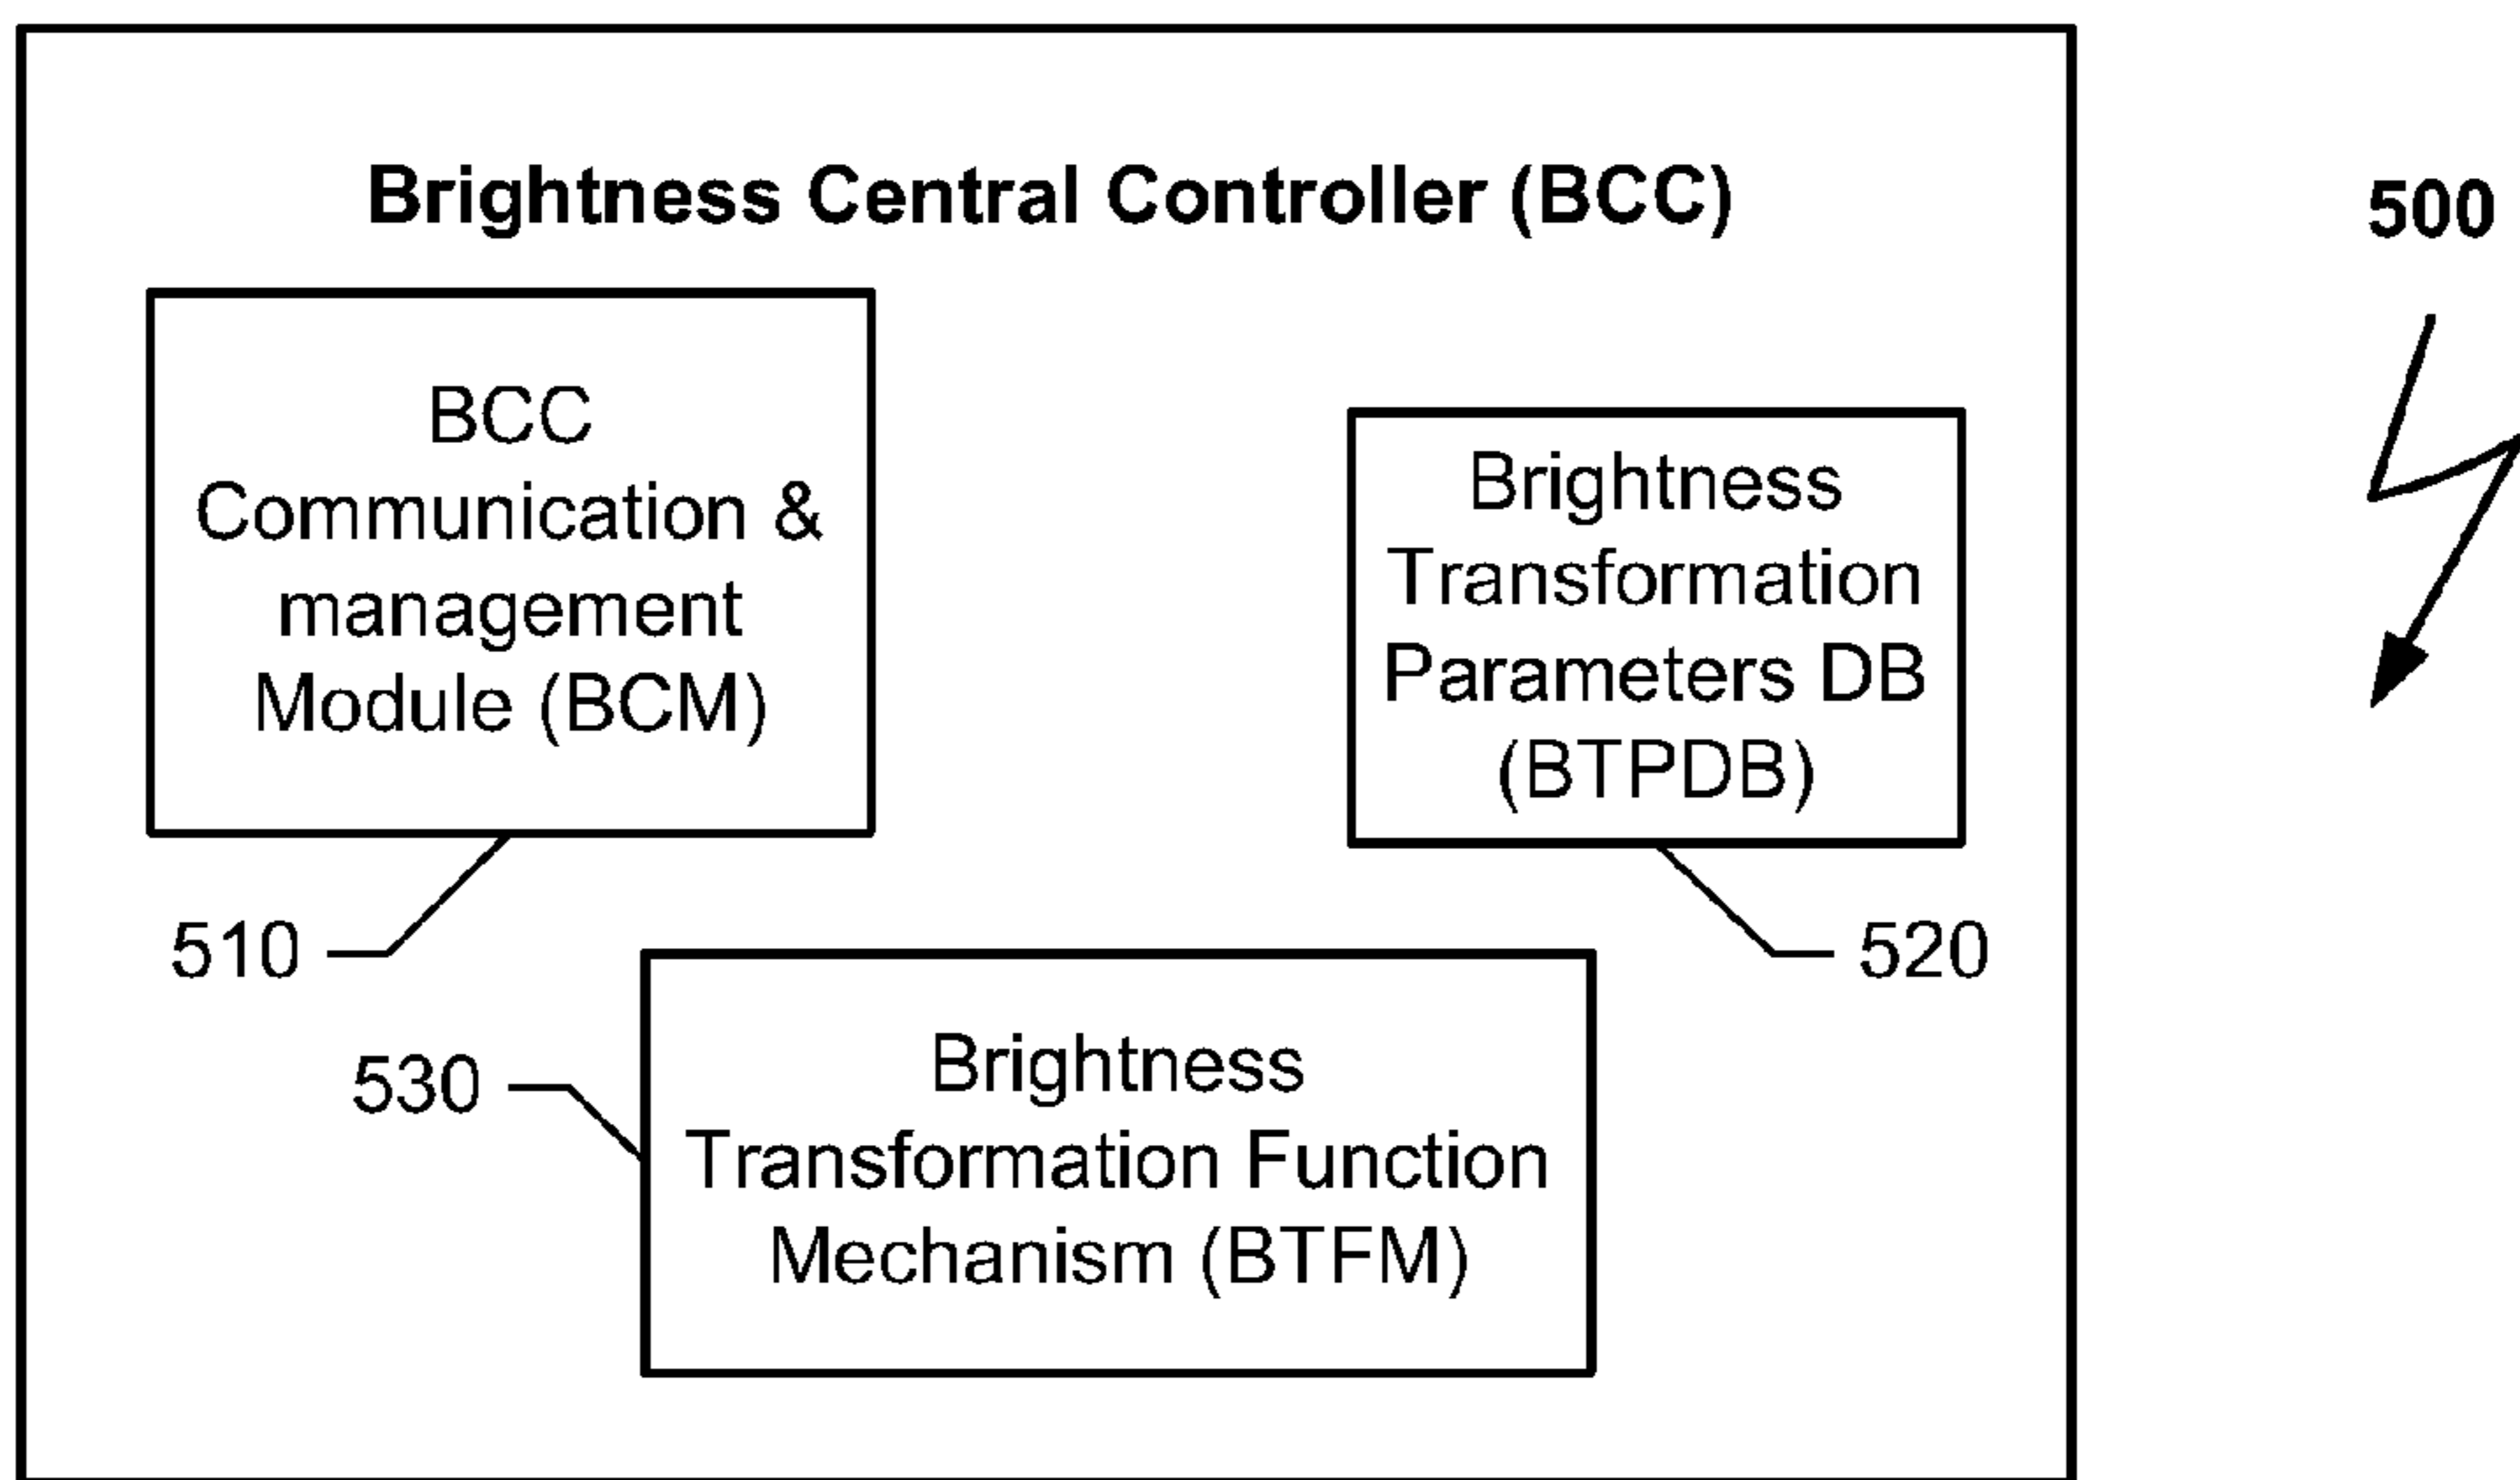 Brightness Central Controller (BCC)
500
BCC
Communication &
management
Module (BCM)
Brightness
Transformation
Parameters DB
(BTPDB)
510
520
530
Brightness
Transformation Function
Mechanism (BTFM)